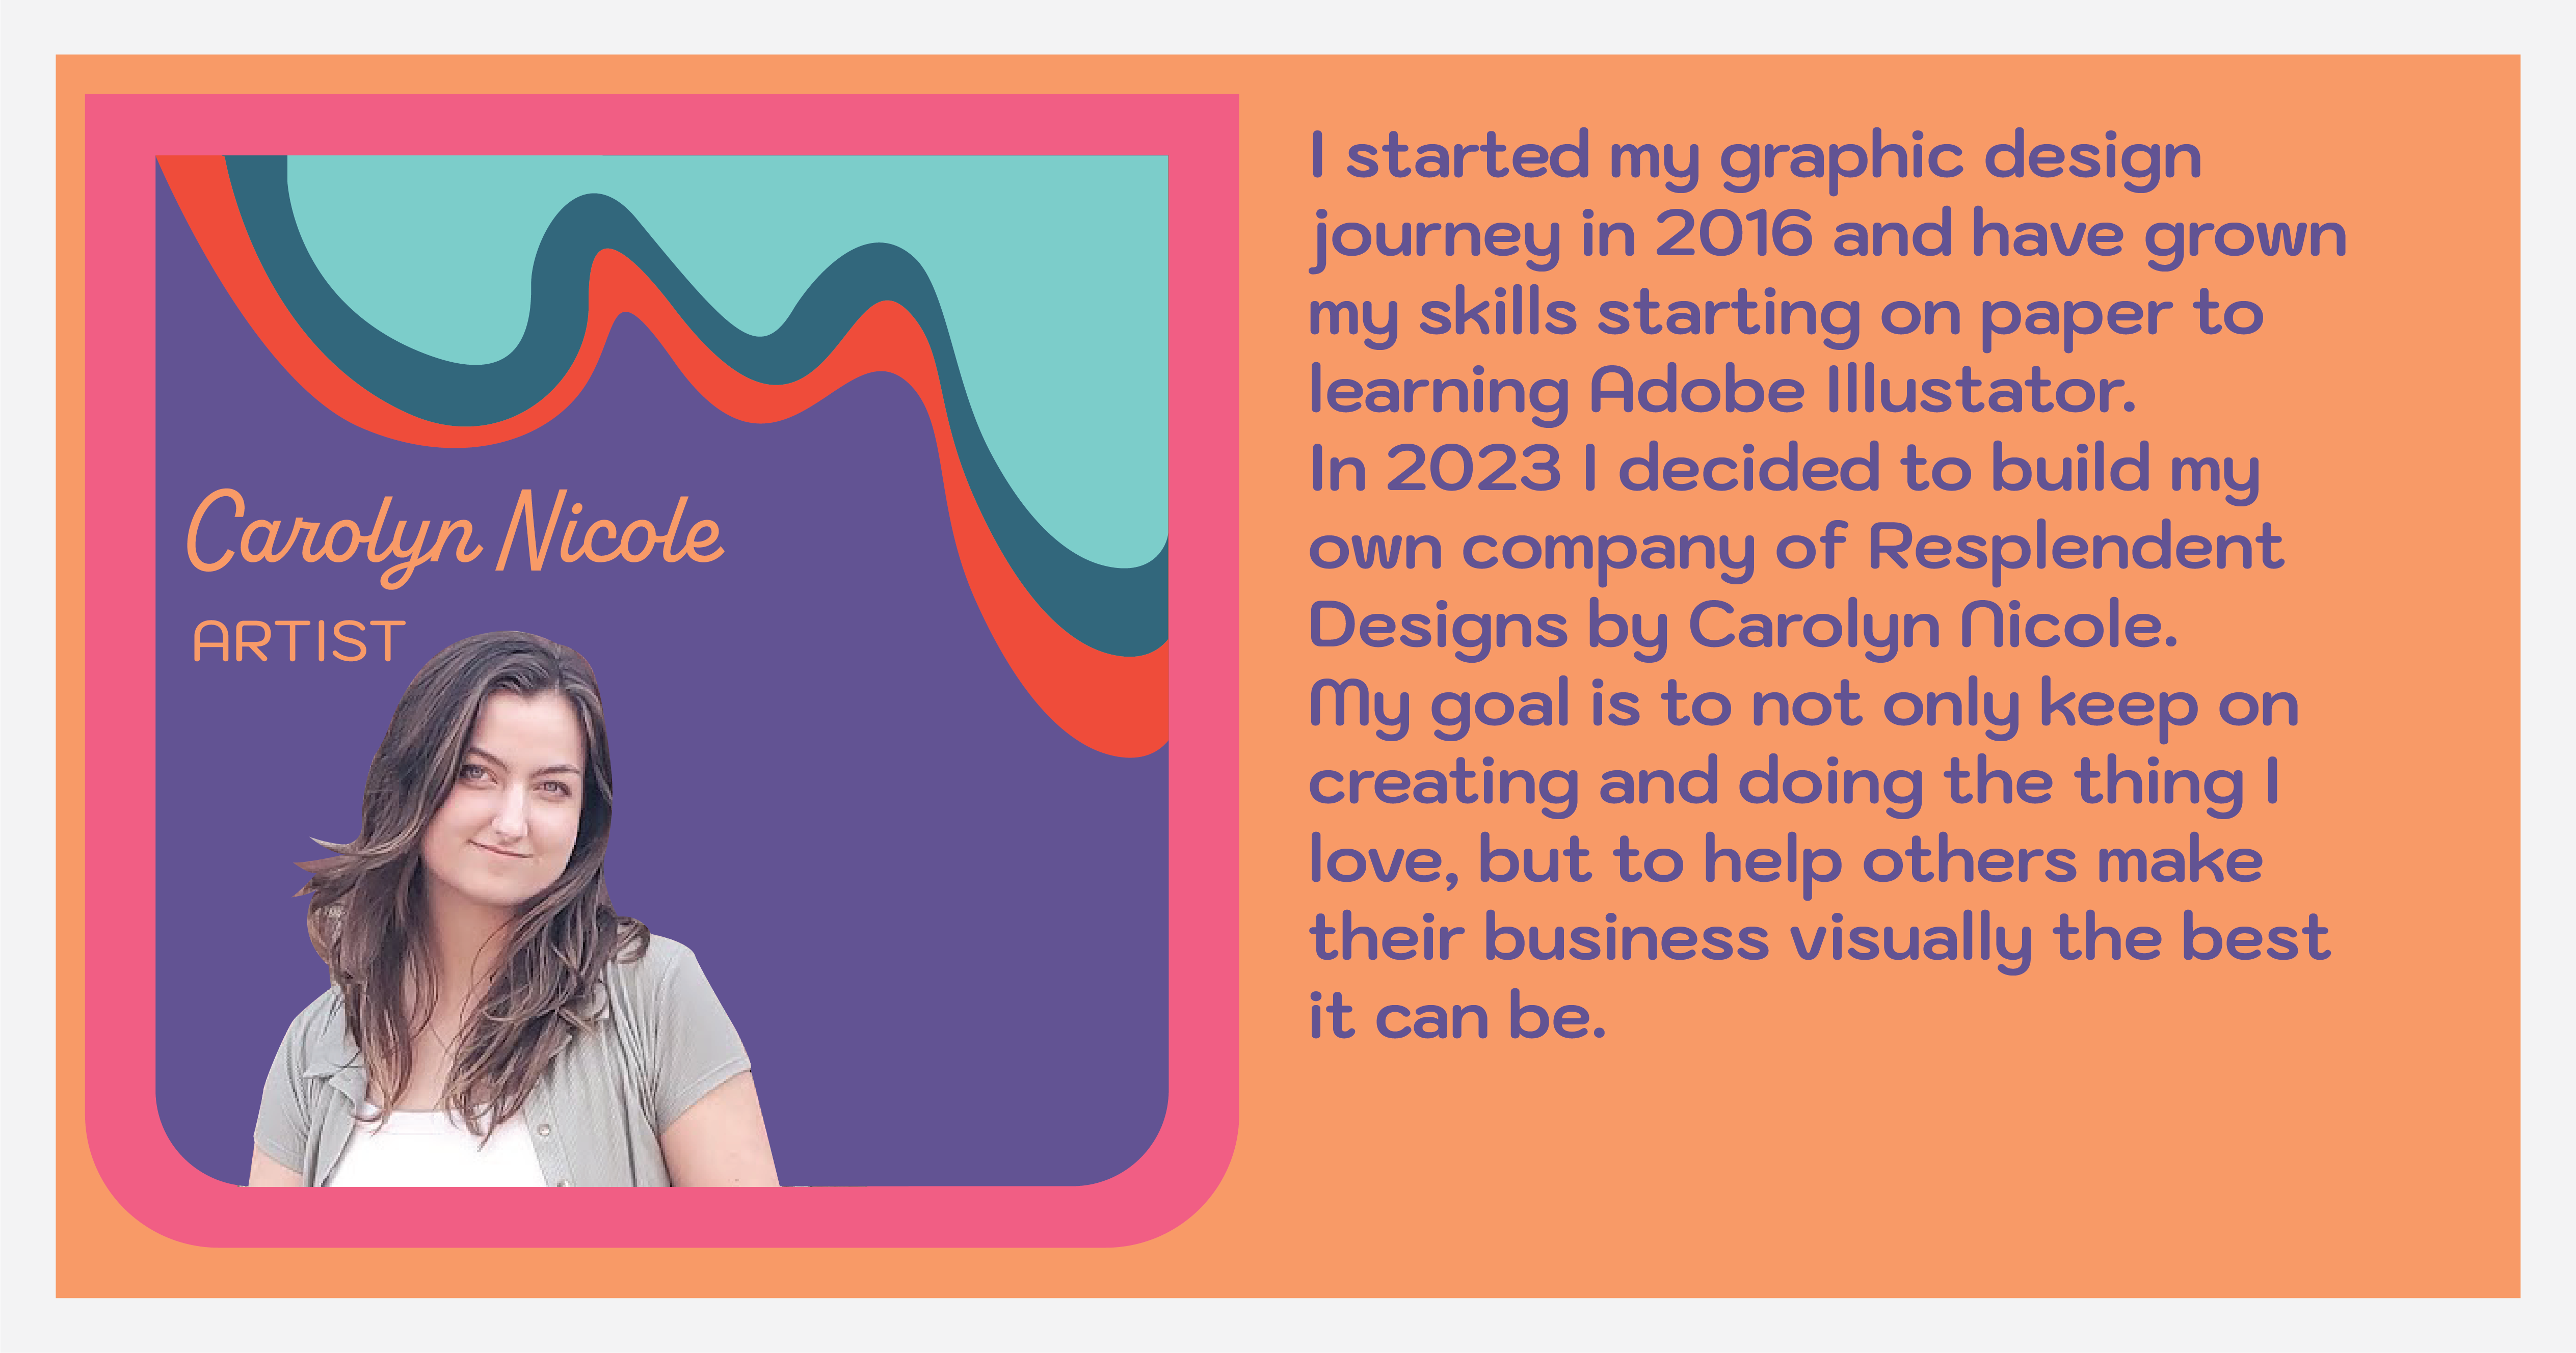 Carolyn Nicole
ARTIST
I started my graphic design
journey in 2016 and have grown
my skills starting on paper to
learning Adobe Illustator.
In 2023 I decided to build my
own company of Resplendent
Designs by Carolyn Nicole.
My goal is to not only keep on
creating and doing the thing I
love, but to help others make
their business visually the best
it can be.